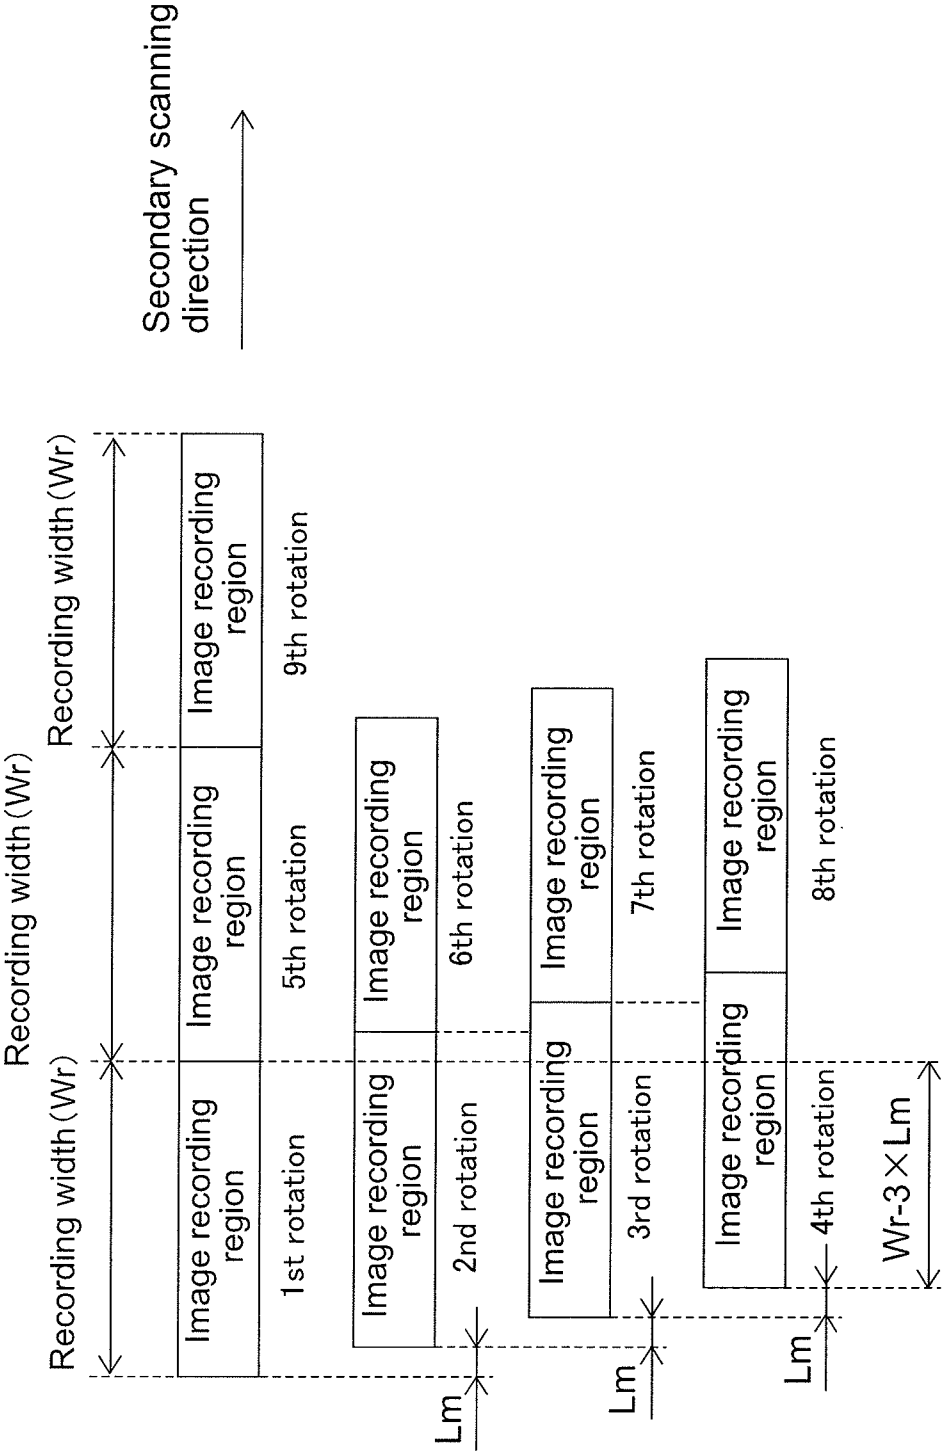 Secondary scanning
direction
Recording width(Wr)
Recording width(Wr)
Recording width(Wr)
Image recording
region
Image recording
region
Image recording
region
1st rotation
5th rotation
9th rotation
Image recording
region
Image recording
region
Lm
2nd rotation
6th rotation
Image recording
region
Image recording
region
Lm
3rd rotation
7th rotation
Image recording
region
Image recording
region
Lm
4th rotation
8th rotation
Wr-3×Lm